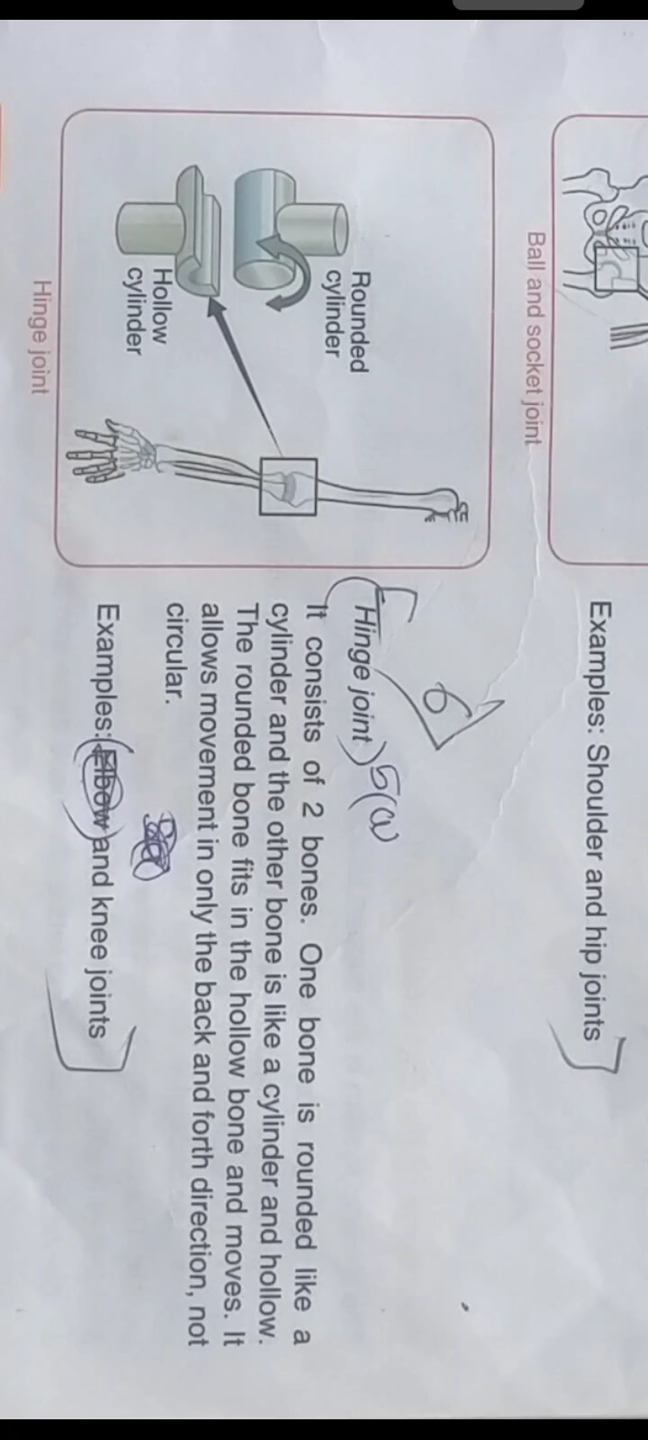 Ball and socket joint
Examples: Shoulder and hip joints
Rounded
cylinder
Hollow
cylinder
Hinge joint
6
Hinge joint 5(a)
It consists of 2 bones. One bone is rounded like a
cylinder and the other bone is like a cylinder and hollow.
The rounded bone fits in the hollow bone and moves. It
allows movement in only the back and forth direction, not
circular.
Examples: Elbow and knee joints